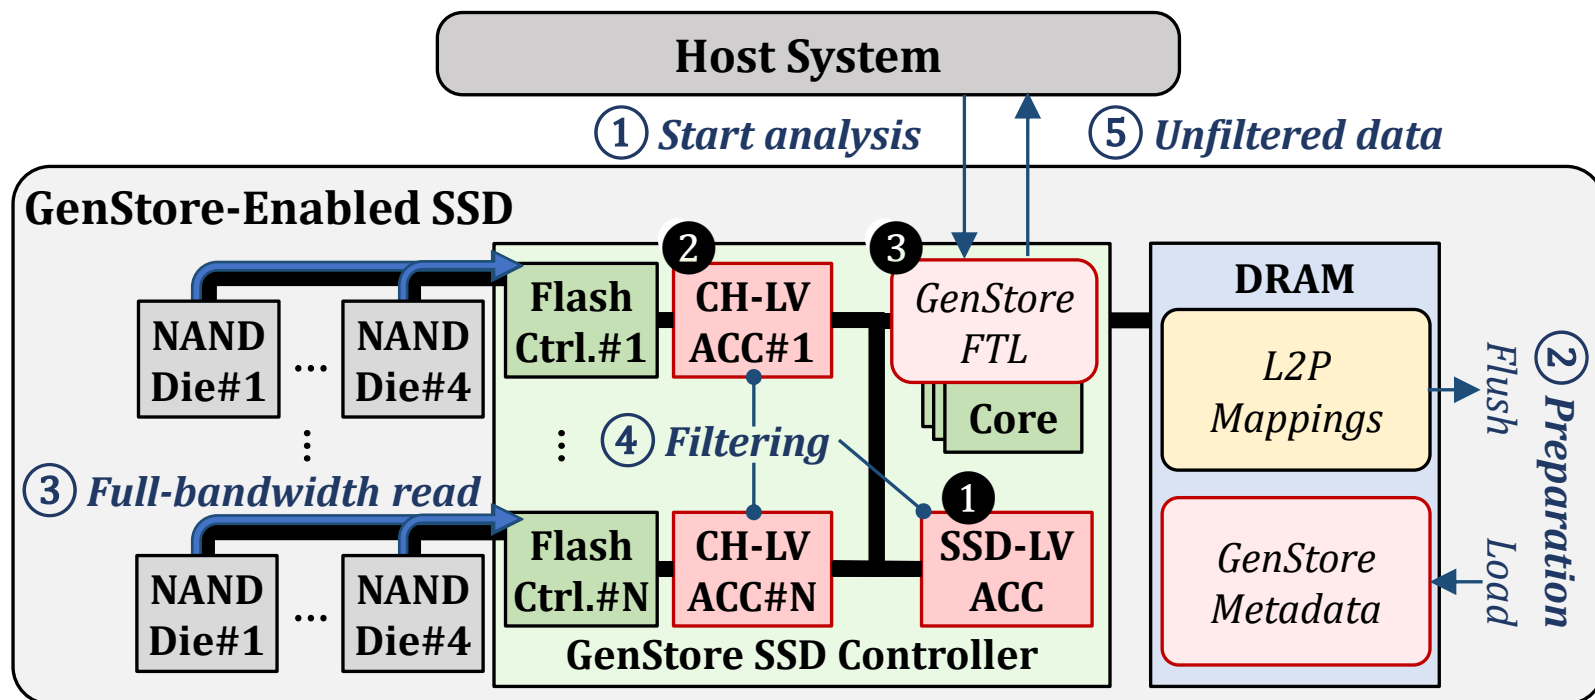 Host System
① Start analysis
⑤ Unfiltered data
GenStore-Enabled SSD
NAND
Die#1
...
NAND
Die#4
⋮
③ Full-bandwidth read
NAND
Die#1
...
NAND
Die#4
Flash
Ctrl.#1
⋮
Flash
Ctrl.#N
❷
CH-LV
ACC#1
④ Filtering
CH-LV
ACC#N
❸
GenStore
FTL
Core
❶
SSD-LV
ACC
GenStore SSD Controller
DRAM
L2P
Mappings
GenStore
Metadata
Flush
Load
② Preparation